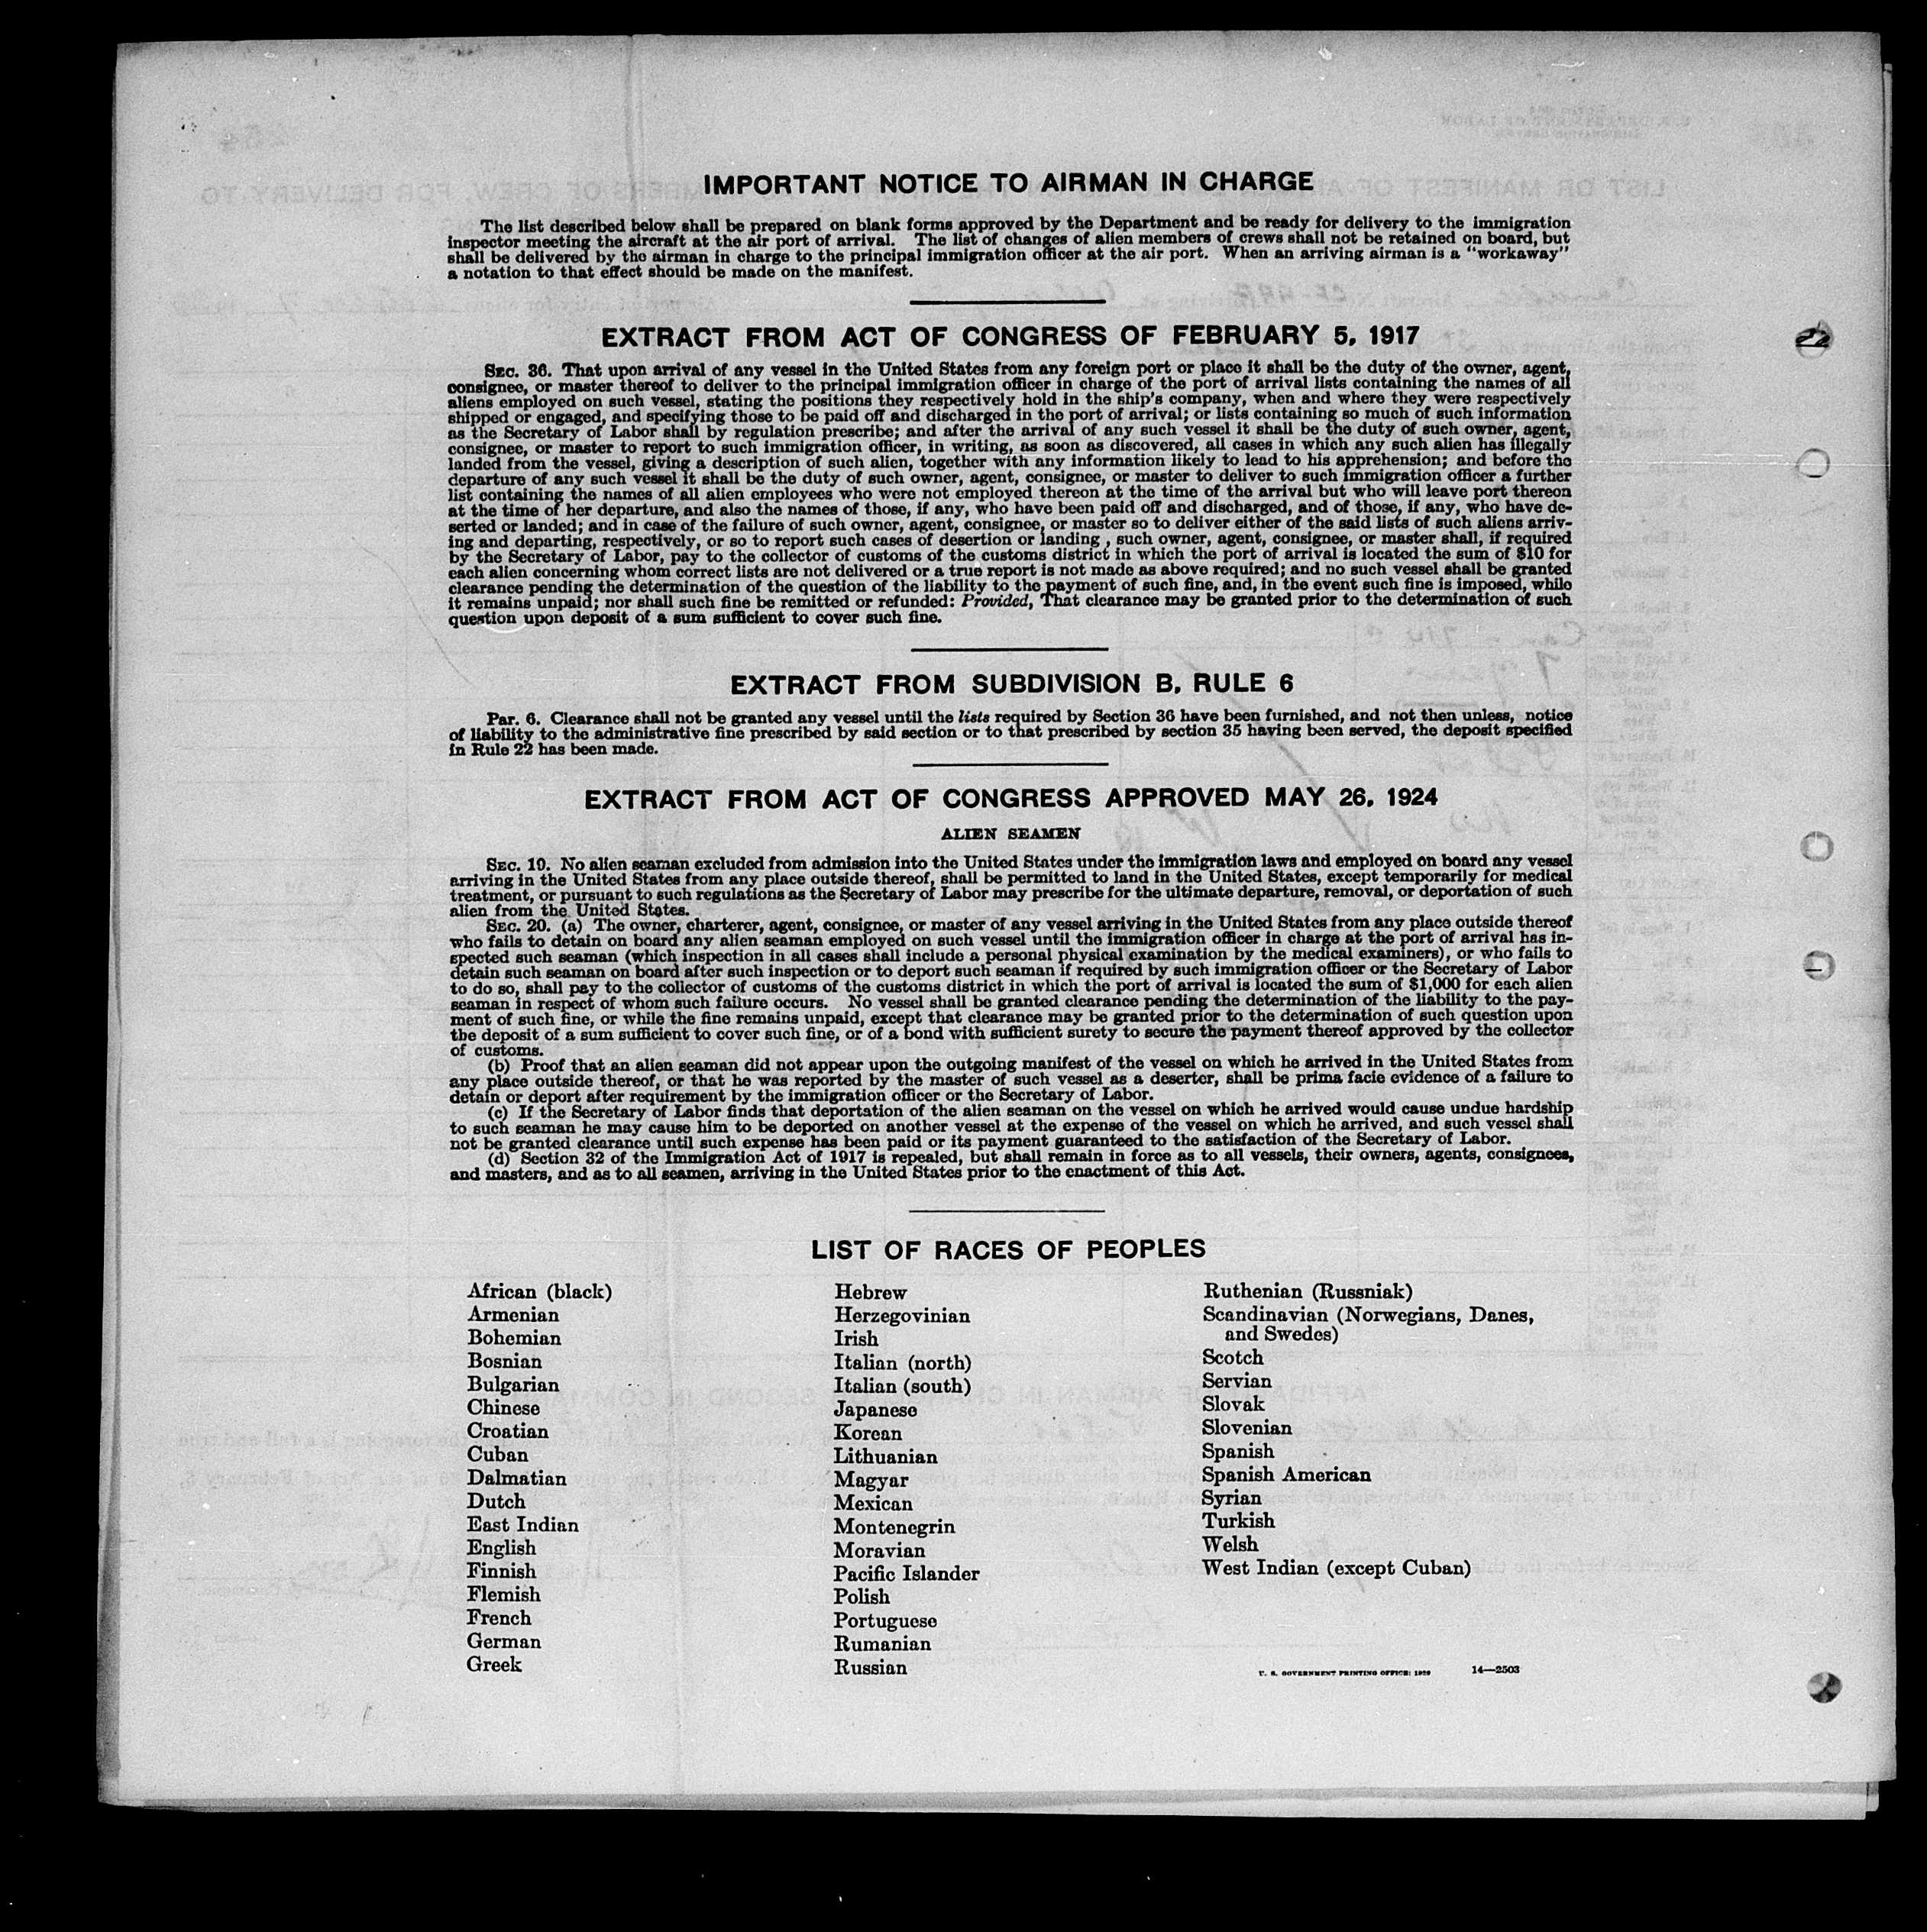 IMPORTANT NOTICE TO AIRMAN IN CHARGE
The list described below shall be prepared on blank forms approved by the Department and be ready for delivery to the immigration
inspector meeting the aircraft at the air port of arrival. The list of changes of alien members of crews shall not be retained on board, but
shall be delivered by the airman in charge to the principal immigration officer at the air port. When an arriving airman is a "workaway"
a notation to that effect should be made on the manifest.
EXTRACT FROM ACT OF CONGRESS OF FEBRUARY 5, 1917
SEC. 36. That upon arrival of any vessel in the United States from any foreign port or place it shall be the duty of the owner, agent,
consignee, or master thereof to deliver to the principal immigration officer in charge of the port of arrival lists containing the names of all
aliens employed on such vessel, stating the positions they respectively hold in the ship's company, when and where they were respectively
shipped or engaged, and specifying those to be paid off and discharged in the port of arrival; or lists containing so much of such information
as the Secretary of Labor shall by regulation prescribe; and after the arrival of any such vessel it shall be the duty of such owner, agent,
consignee, or master to report to such immigration officer, in writing, as soon as discovered, all cases in which any such alien has illegally
landed from the vessel, giving a description of such alien, together with any information likely to lead to his apprehension; and before the
departure of any such vessel it shall be the duty of such owner, agent, consignee, or master to deliver to such immigration officer a further
list containing the names of all alien employees who were not employed thereon at the time of the arrival but who will leave port thereon
at the time of her departure, and also the names of those, if any, who have been paid off and discharged, and of those, if any, who have de-
serted or landed; and in case of the failure of such owner, agent, consignee, or master so to deliver either of the said lists of such aliens arriv-
ing and departing, respectively, or so to report such cases of desertion or landing , such owner, agent, consignee, or master shall, if required
by the Secretary of Labor, pay to the collector of customs of the customs district in which the port of arrival is located the sum of $10 for
each alien concerning whom correct lists are not delivered or a true report is not made as above required; and no such vessel shall be granted
clearance pending the determination of the question of the liability to the payment of such fine, and, in the event such fine is imposed, while
it remains unpaid; nor shall such fine be remitted or refunded: Provided, That clearance may be granted prior to the determination of such
question upon deposit of a sum sufficient to cover such fine.
EXTRACT FROM SUBDIVISION B, RULE 6
Par. 6. Clearance shall not be granted any vessel until the lists required by Section 36 have been furnished, and not then unless, notice
of liability to the administrative fine prescribed by said section or to that prescribed by section 35 having been served, the deposit specified
in Rule 22 has been made.
EXTRACT FROM ACT OF CONGRESS APPROVED MAY 26, 1924
ALIEN SEAMEN
SEC. 19. No alien seaman excluded from admission into the United States under the immigration laws and employed on board any vessel
arriving in the United States from any place outside thereof, shall be permitted to land in the United States, except temporarily for medical
treatment, or pursuant to such regulations as the Secretary of Labor may prescribe for the ultimate departure, removal, or deportation of such
alien from the United States.
SEC. 20. (a) The owner, charterer, agent, consignee, or master of any vessel arriving in the United States from any place outside thereof
who fails to detain on board any alien seaman employed on such vessel until the immigration officer in charge at the port of arrival has in-
spected such seaman (which inspection in all cases shall include a personal physical examination by the medical examiners), or who fails to
detain such seaman on board after such inspection or to deport such seaman if required by such immigration officer or the Secretary of Labor
to do so, shall pay to the collector of customs of the customs district in which the port of arrival is located the sum of $1,000 for each alien
seaman in respect of whom such failure occurs. No vessel shall be granted clearance pending the determination of the liability to the pay-
ment of such fine, or while the fine remains unpaid, except that clearance may be granted prior to the determination of such question upon
the deposit of a sum sufficient to cover such fine, or of a bond with sufficient surety to secure the payment thereof approved by the collector
of customs.
(b) Proof that an alien seaman did not appear upon the outgoing manifest of the vessel on which he arrived in the United States from
any place outside thereof, or that he was reported by the master of such vessel as a deserter, shall be prima facie evidence of a failure to
detain or deport after requirement by the immigration officer or the Secretary of Labor.
(c) If the Secretary of Labor finds that deportation of the alien seaman on the vessel on which he arrived would cause undue hardship
to such seaman he may cause him to be deported on another vessel at the expense of the vessel on which he arrived, and such vessel shall
not be granted clearance until such expense has been paid or its payment guaranteed to the satisfaction of the Secretary of Labor.
(d) Section 32 of the Immigration Act of 1917 is repealed, but shall remain in force as to all vessels, their owners, agents, consignees,
and masters, and as to all seamen, arriving in the United States prior to the enactment of this Act.
LIST OF RACES OF PEOPLES
African (black)
Armenian
Bohemian
Bosnian
Bulgarian
Chinese
Croatian
Cuban
Dalmatian
Dutch
East Indian
English
Finnish
Flemish
French
German
Greek
Hebrew
Herzegovinian
Irish
Italian (north)
Italian (south)
Japanese
Korean
Lithuanian
Magyar
Mexican
Montenegrin
Moravian
Pacific Islander
Polish
Portuguese
Rumanian
Russian
Ruthenian (Russniak)
Scandinavian (Norwegians, Danes,
and Swedes)
Scotch
Servian
Slovak
Slovenian
Spanish
Spanish American
Syrian
Turkish
Welsh
West Indian (except Cuban)
U. S. GOVERNMENT PRINTING OFFICE: 1929 14—2503